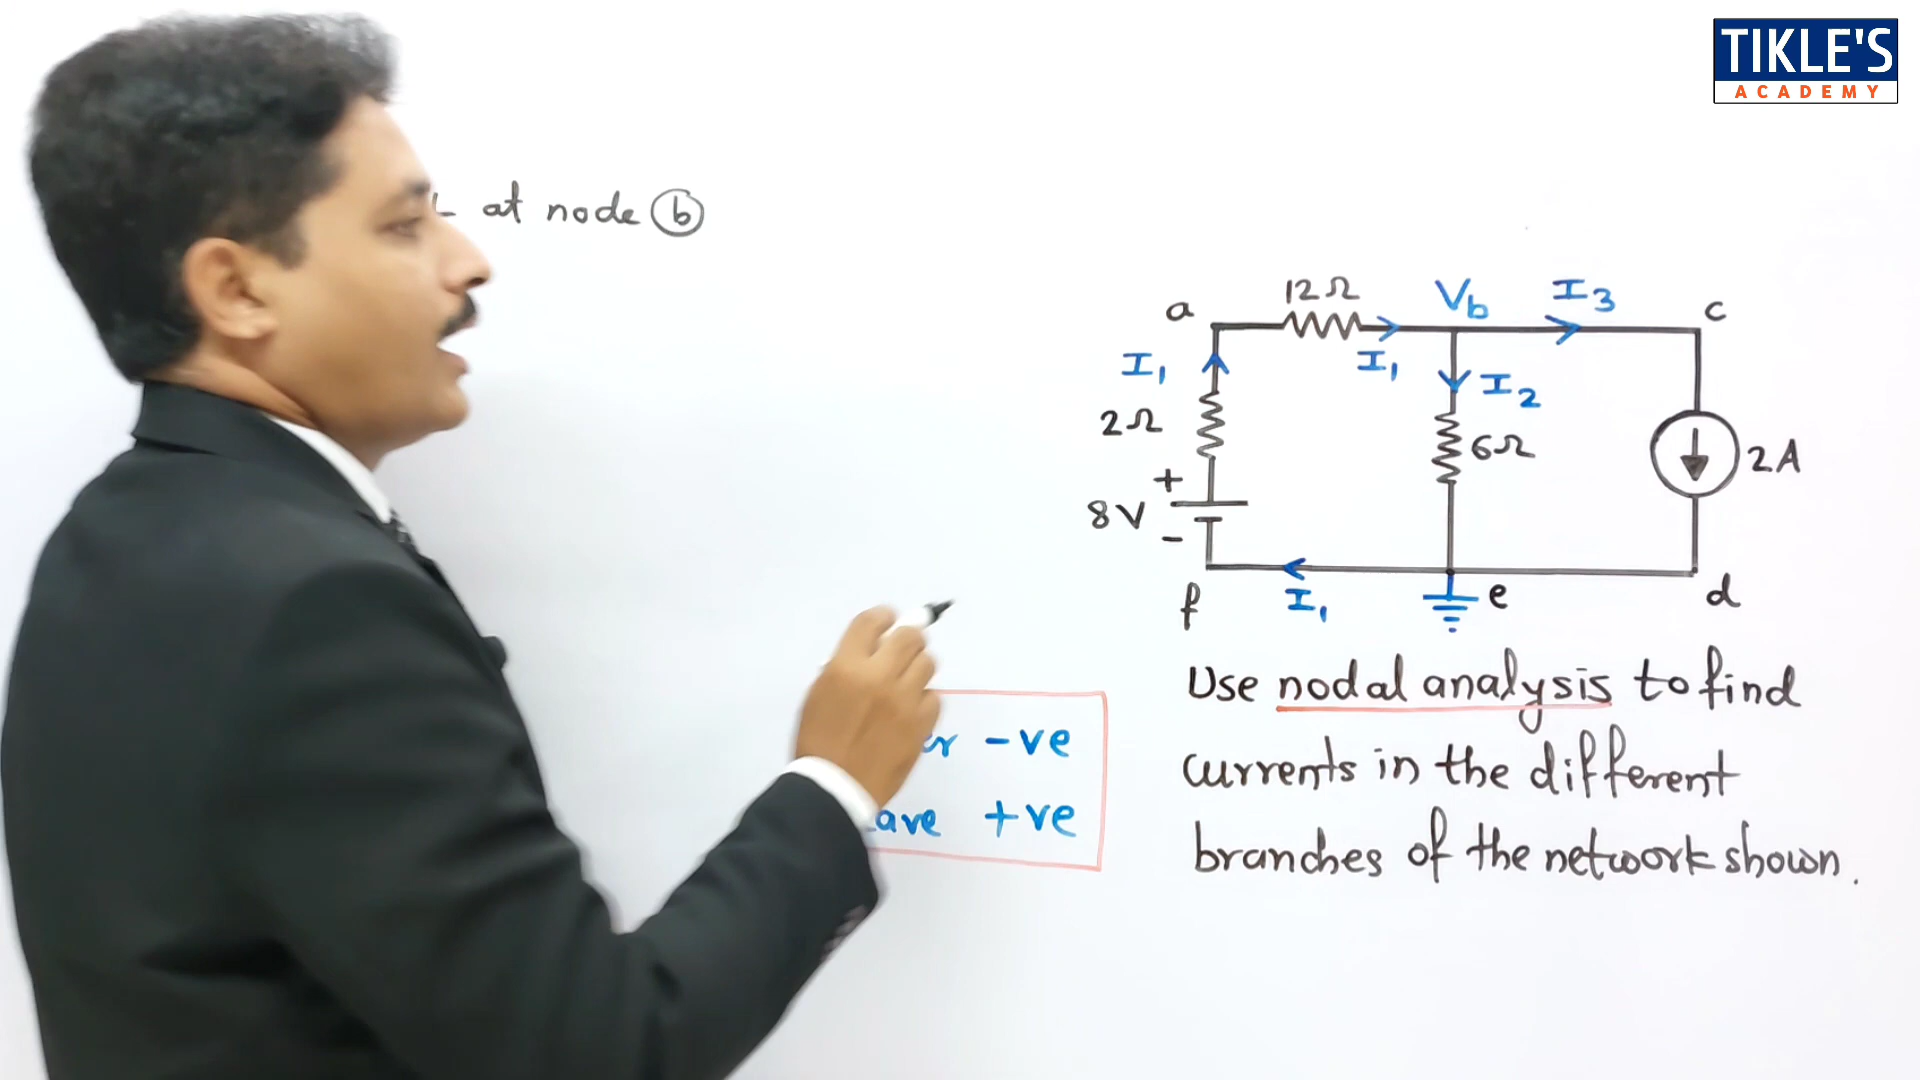 TIKLE'S
ACADEMY
at node b
12Ω
Vb
I3
a
c
I1
I1
I2
2Ω
6Ω
2A
+
8V
-
f
I1
e
d
Use nodal analysis to find
currents in the different
branches of the network shown.
-ve
+ve